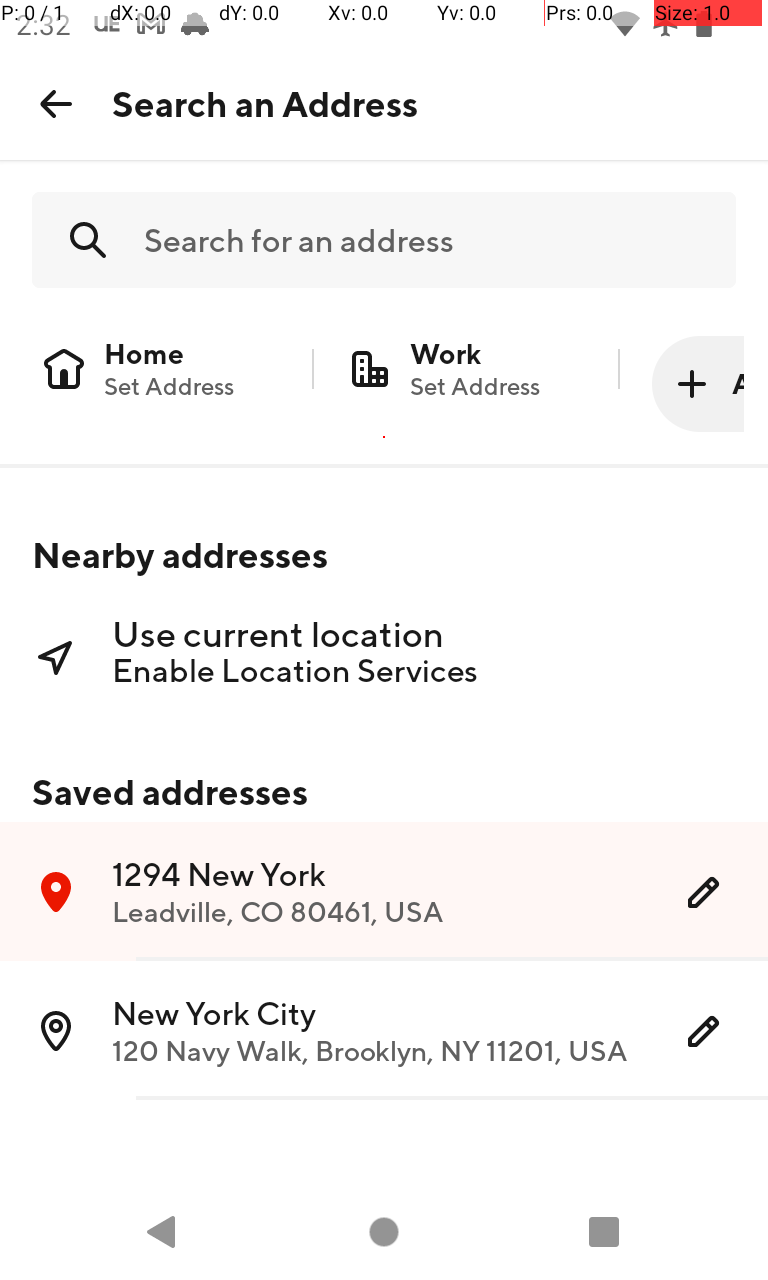 P: 0 / 1 dX: 0.0 dY: 0.0 Xv: 0.0 Yv: 0.0 Prs: 0.0 Size: 1.0
2:32 UE
Search an Address
Search for an address
Home
Set Address
Work
Set Address
A
Nearby addresses
Use current location
Enable Location Services
Saved addresses
1294 New York
Leadville, CO 80461, USA
New York City
120 Navy Walk, Brooklyn, NY 11201, USA